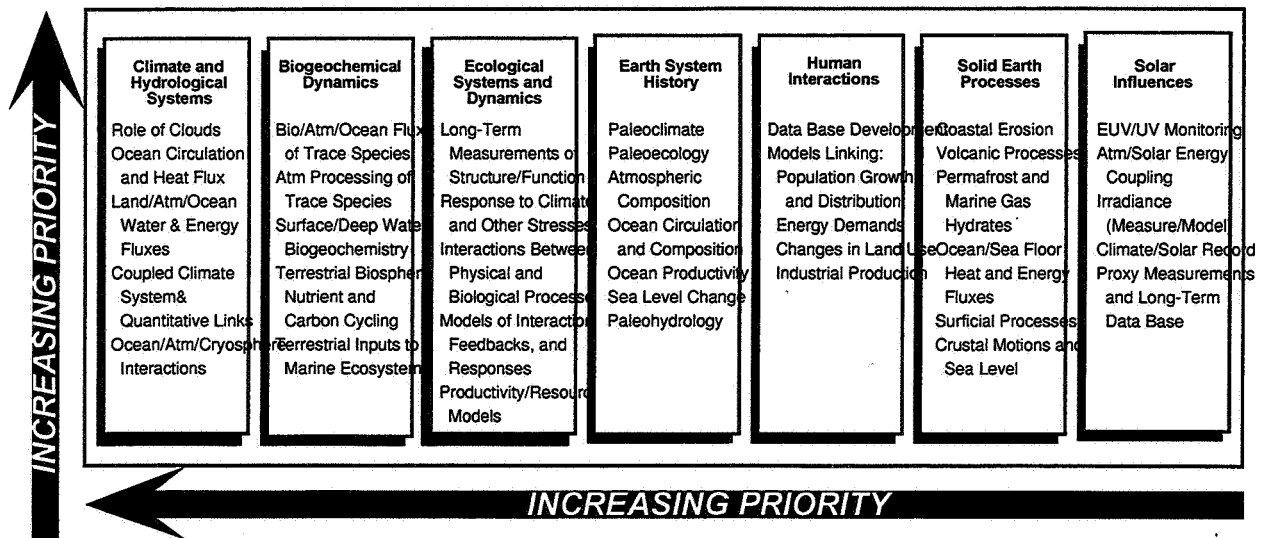 INCREASING PRIORITY
Climate and
Hydrological
Systems
Role of Clouds
Ocean Circulation
and Heat Flux
Land/Atm/Ocean
Water & Energy
Fluxes
Coupled Climate
System&
Quantitative Links
Ocean/Atm/Cryosphere
Interactions
Biogeochemical
Dynamics
Bio/Atm/Ocean Flux
of Trace Species
Atm Processing of
Trace Species
Surface/Deep Water
Biogeochemistry
Terrestrial Biospher
Nutrient and
Carbon Cycling
Terrestrial Inputs to
Marine Ecosystem
Ecological
Systems and
Dynamics
Long-Term
Measurements of
Structure/Function
Response to Climate
and Other Stresses
Interactions Between
Physical and
Biological Processe
Models of Interaction
Feedbacks, and
Responses
Productivity/Resourc
Models
Earth System
History
Paleoclimate
Paleoecology
Atmospheric
Composition
Ocean Circulation
and Composition
Ocean Productivity
Sea Level Change
Paleohydrology
Human
Interactions
Data Base Development
Models Linking:
Population Growth
and Distribution
Energy Demands
Changes in Land Use
Industrial Production
Solid Earth
Processes
Coastal Erosion
Volcanic Processes
Permafrost and
Marine Gas
Hydrates
Ocean/Sea Floor
Heat and Energy
Fluxes
Surficial Processes
Crustal Motions and
Sea Level
Solar
Influences
EUV/UV Monitoring
Atm/Solar Energy
Coupling
Irradiance
(Measure/Model)
Climate/Solar Record
Proxy Measurements
and Long-Term
Data Base
INCREASING PRIORITY